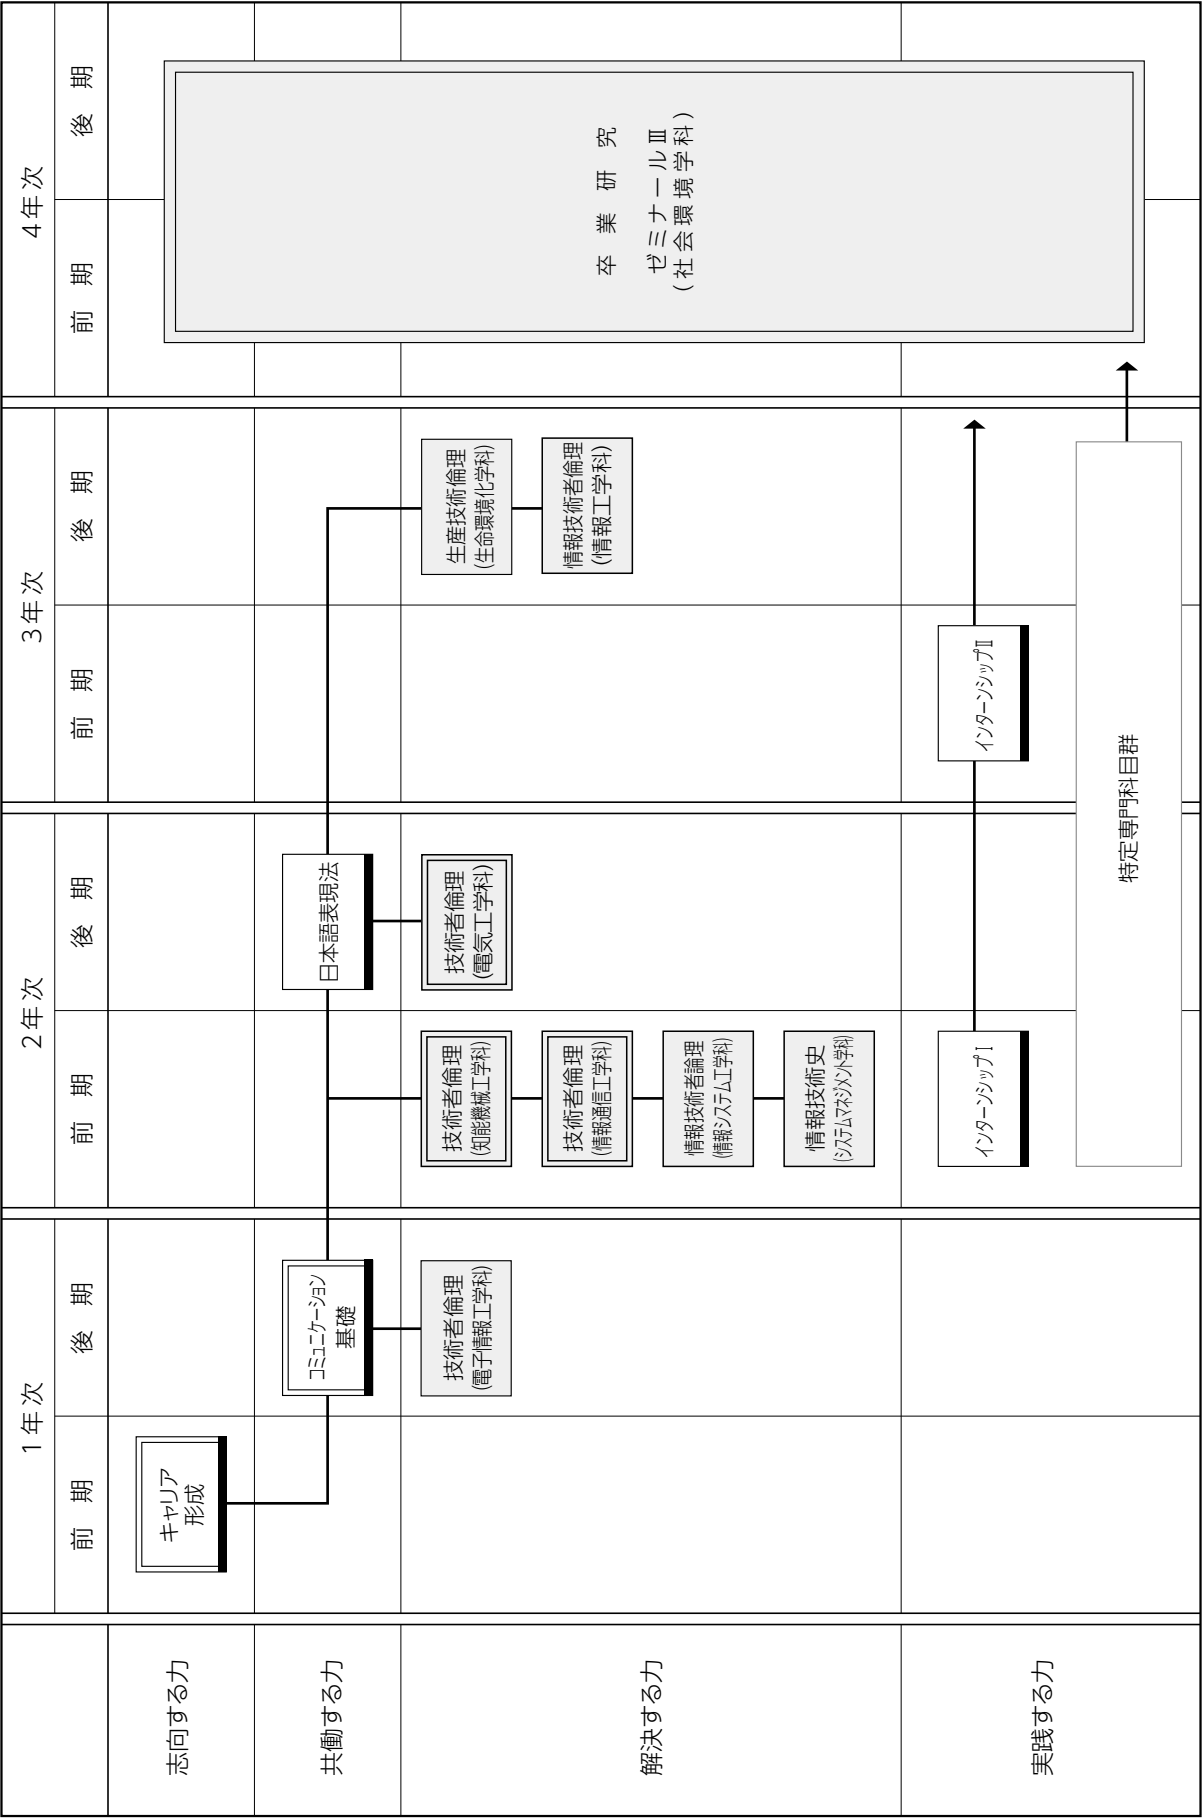 1年次
2年次
3年次
4年次
前期
後期
前期
後期
前期
後期
前期
後期
志向する力
キャリア
形成
共働する力
コミュニケーション
基礎
日本語表現法
解決する力
技術者倫理
(電子情報工学科)
技術者倫理
(知能機械工学科)
技術者倫理
(情報通信工学科)
情報技術者論理
(情報システム工学科)
情報技術史
(システムマネジメント学科)
技術者倫理
(電気工学科)
生産技術倫理
(生命環境化学科)
情報技術者倫理
(情報工学科)
実践する力
インターンシップⅠ
インターンシップⅡ
特定専門科目群
卒業研究
ゼミナールⅢ
(社会環境学科)